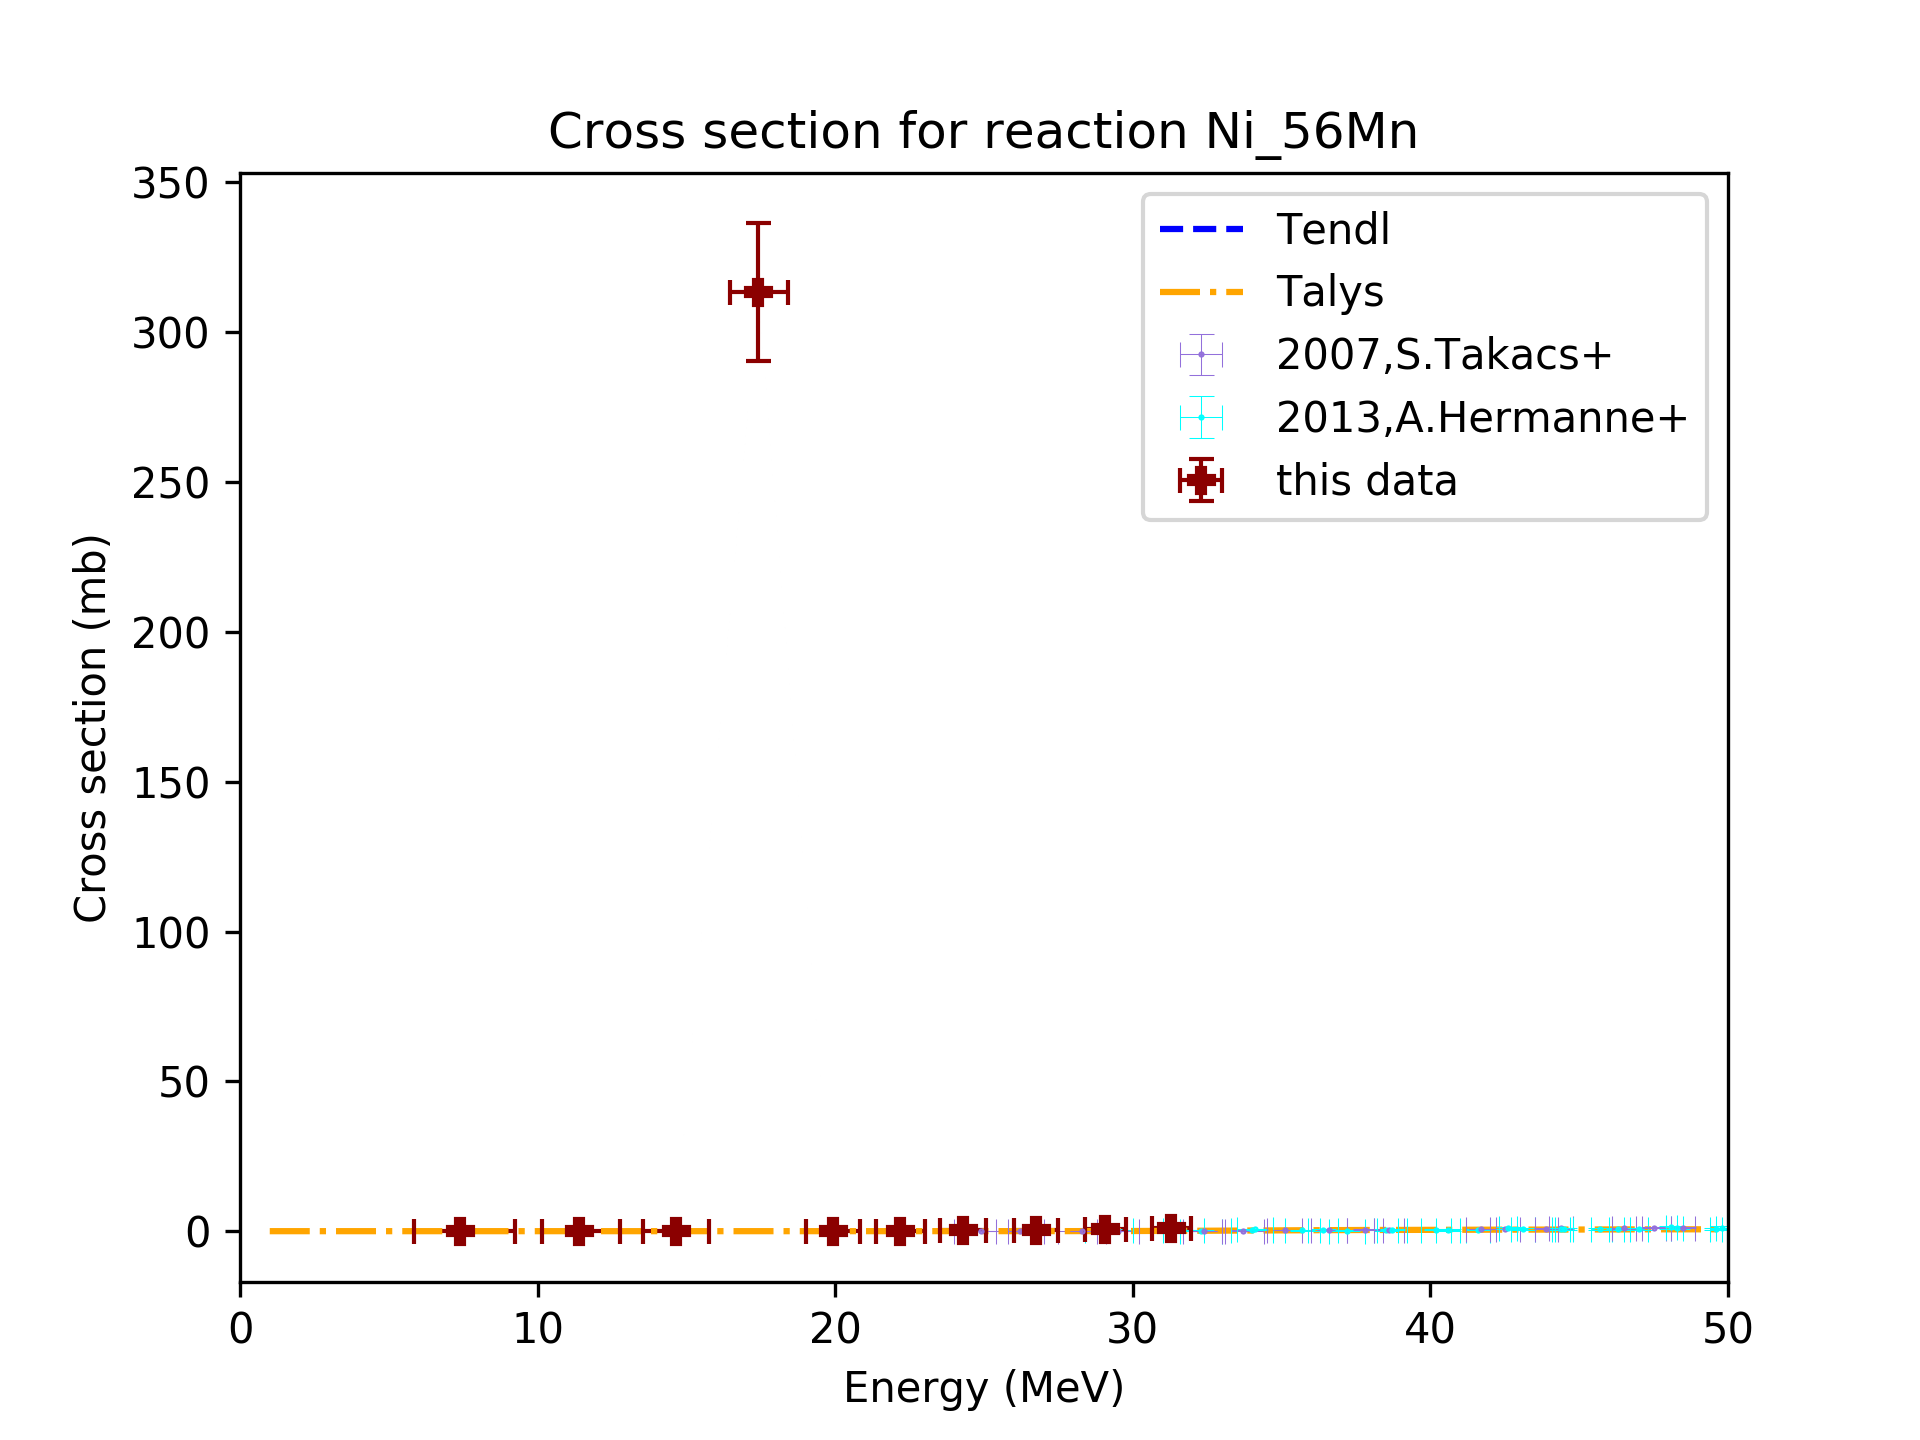 Cross section for reaction Ni_56Mn
Cross section (mb)
350
300
250
200
150
100
50
0
Tendl
Talys
2007,S.Takacs+
2013,A.Hermanne+
this data
0 10 20 30 40 50
Energy (MeV)